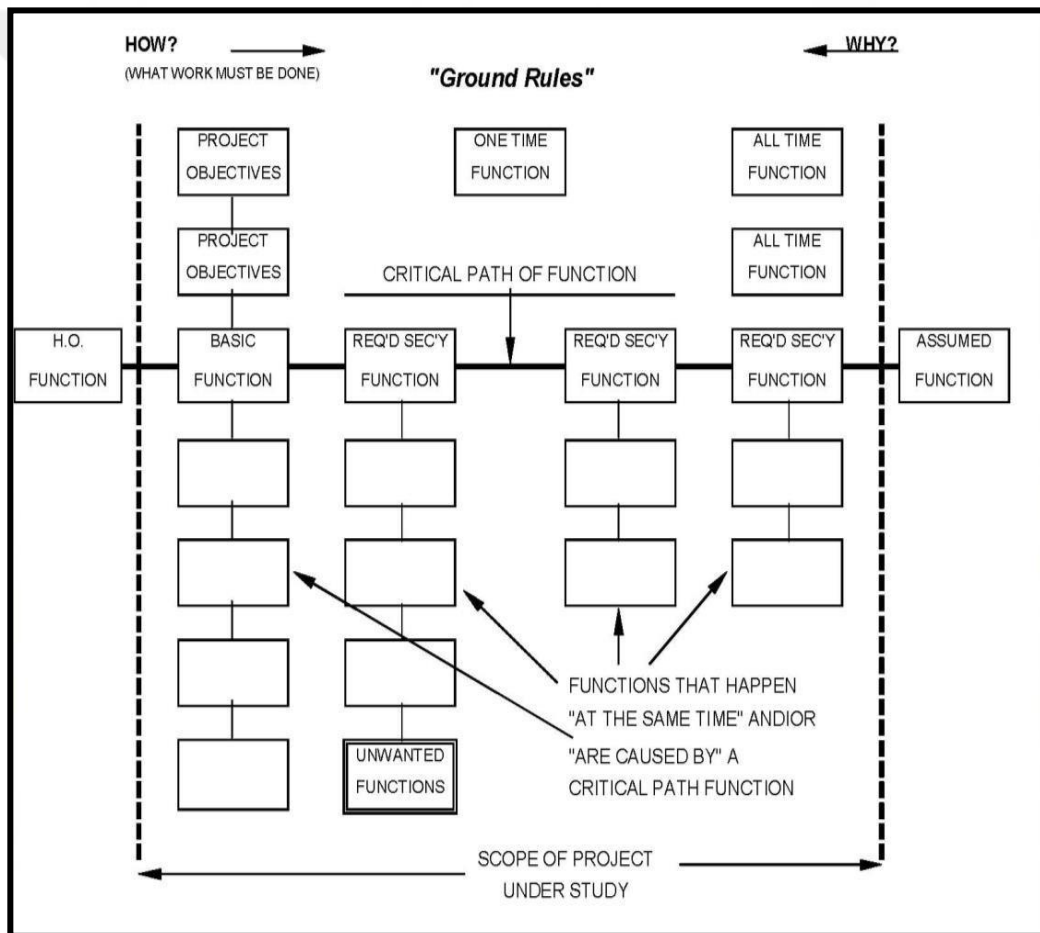 HOW?
WHY?
(WHAT WORK MUST BE DONE)
"Ground Rules"
PROJECT
OBJECTIVES
ONE TIME
FUNCTION
ALL TIME
FUNCTION
PROJECT
OBJECTIVES
ALL TIME
FUNCTION
CRITICAL PATH OF FUNCTION
H.O.
FUNCTION
BASIC
FUNCTION
REQ'D SEC'Y
FUNCTION
REQ'D SEC'Y
FUNCTION
REQ'D SEC'Y
FUNCTION
ASSUMED
FUNCTION
FUNCTIONS THAT HAPPEN
"AT THE SAME TIME" ANDIOR
"ARE CAUSED BY" A
CRITICAL PATH FUNCTION
UNWANTED
FUNCTIONS
SCOPE OF PROJECT
UNDER STUDY